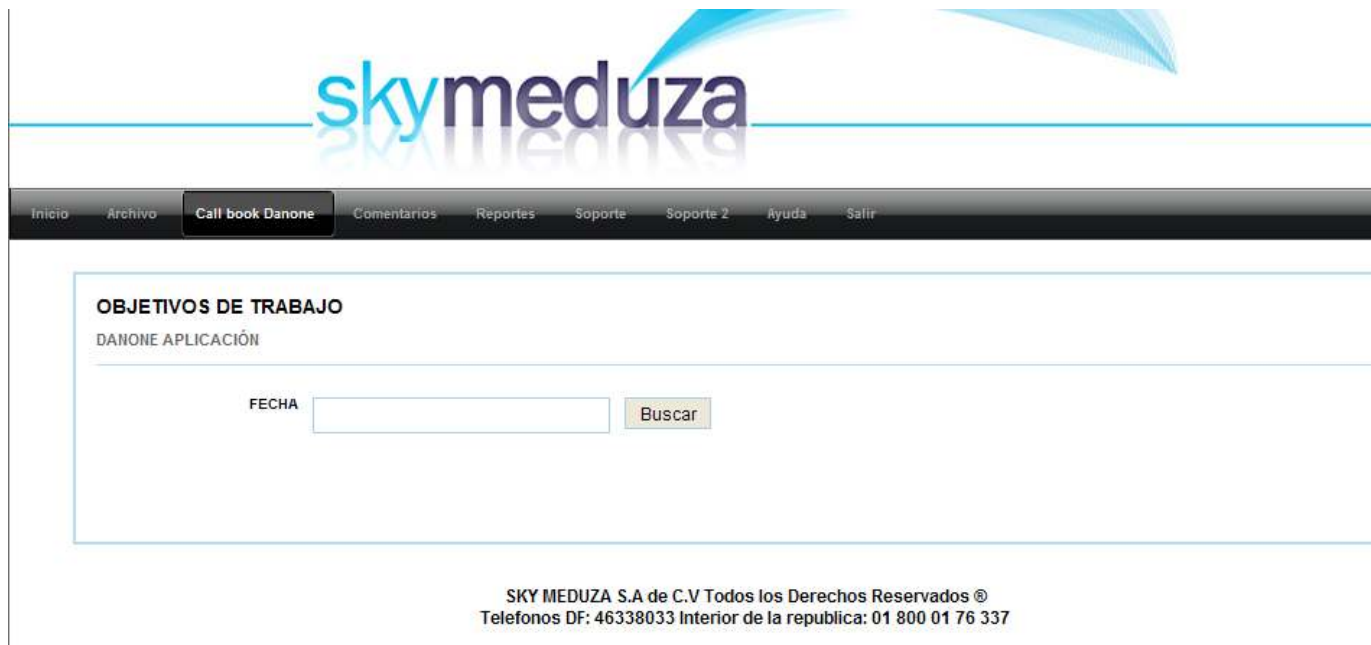 skymeduza
Inicio Archivo Call book Danone Comentarios Reportes Soporte Soporte 2 Ayuda Salir
OBJETIVOS DE TRABAJO
DANONE APLICACIÓN
FECHA Buscar
SKY MEDUZA S.A de C.V Todos los Derechos Reservados ®
Telefonos DF: 46338033 Interior de la republica: 01 800 01 76 337